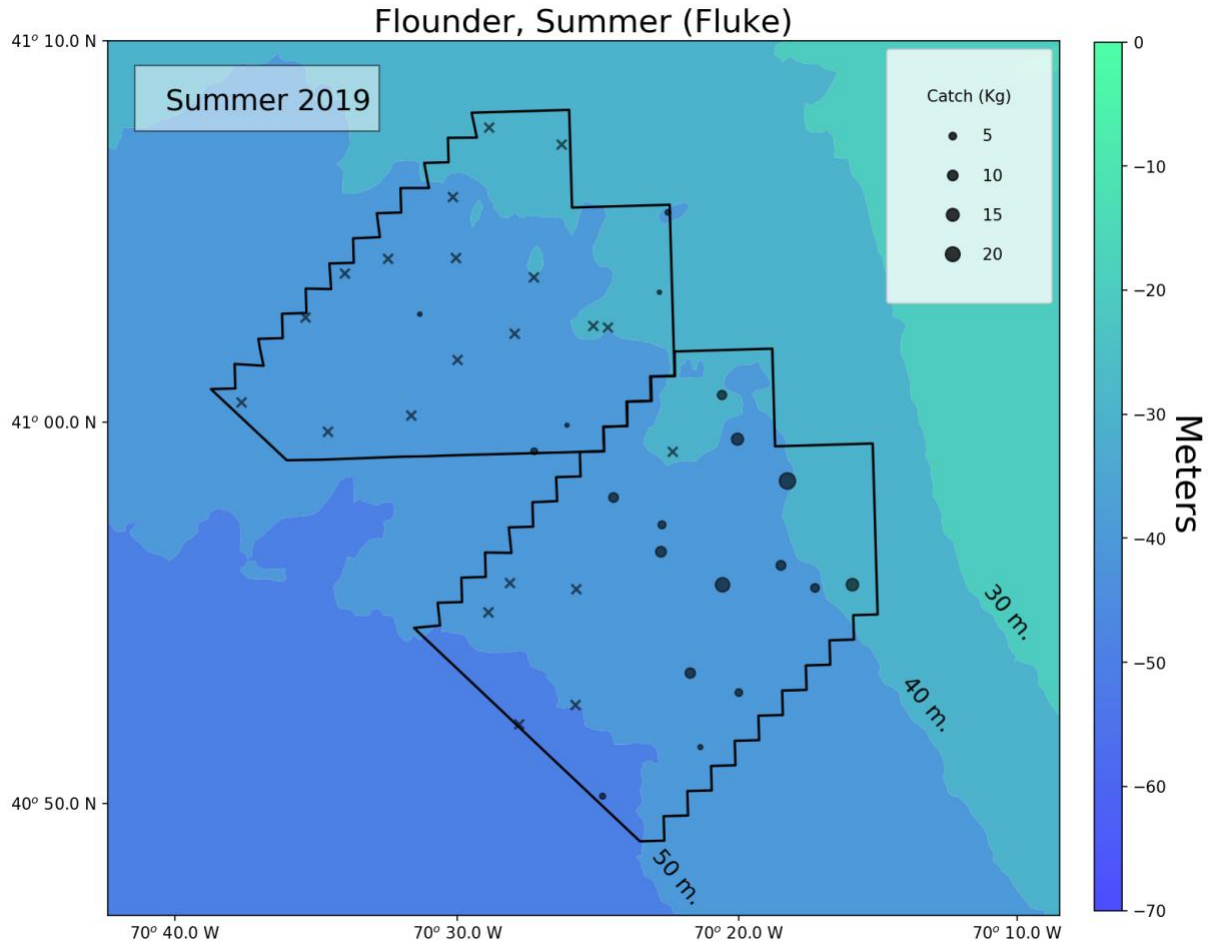 Flounder, Summer (Fluke)
41° 10.0 N
Summer 2019
Catch (Kg)
5
10
15
20
41° 00.0 N
40° 50.0 N
30 m.
40 m.
50 m.
70° 40.0 W
70° 30.0 W
70° 20.0 W
70° 10.0 W
0
−10
−20
−30
−40
−50
−60
−70
Meters